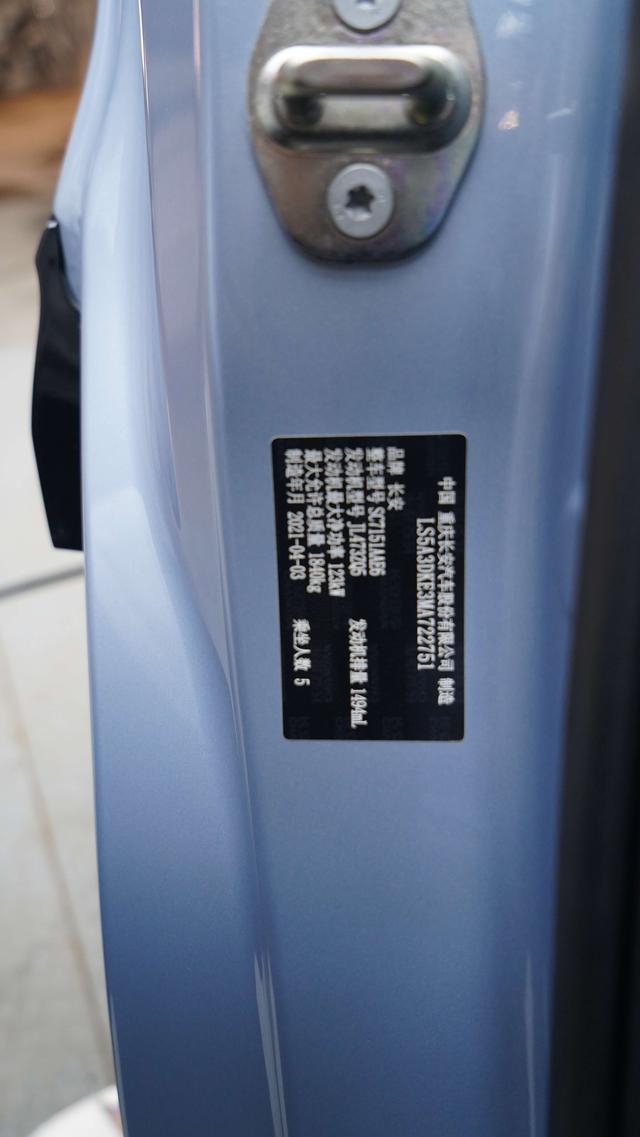 中国 重庆长安汽车股份有限公司 制造
LS5A3DKE3MA722751
品牌 长安
整车型号 SC7151AAE6
发动机型号 JL473ZQ5 发动机排量 1494mL
发动机最大净功率 123kW
最大允许总质量 1840kg
制造年月 2021-04-03 乘坐人数 5